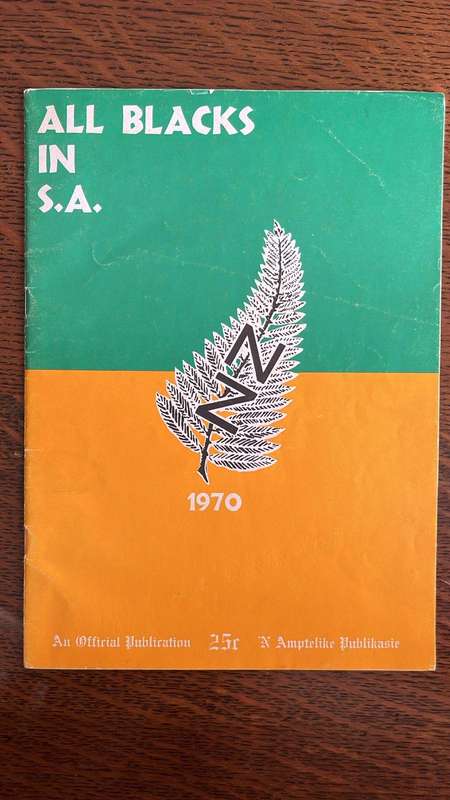 ALL BLACKS
IN
S.A.
NZ
1970
An Official Publication 25c 'N Amptelike Publikasie